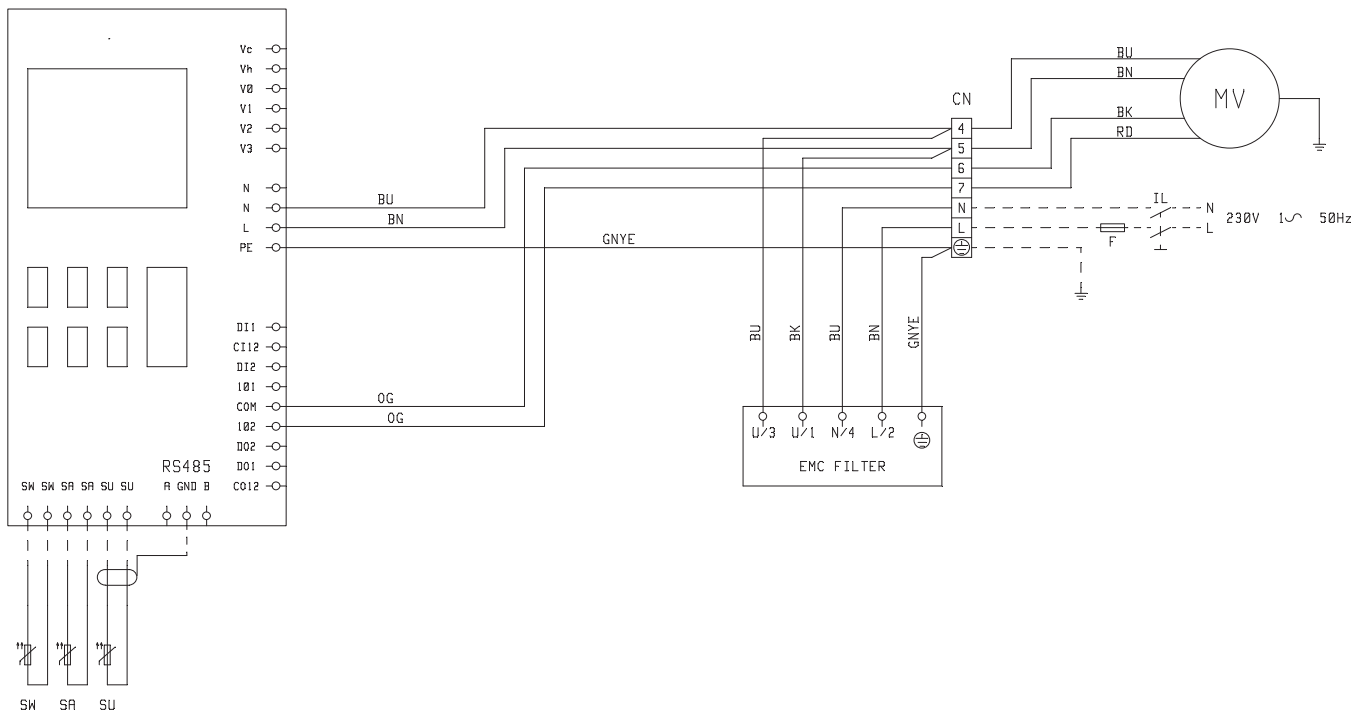 Vc
Vh
V0
V1
V2
V3
N
N
L
PE
DI1
CI12
DI2
101
COM
102
DO2
DO1
CO12
RS485
SW SW SA SA SU SU A GND B
SW SA SU
BU
BN
GNYE
OG
OG
CN
4
5
6
7
N
L
BU
BN
BK
RD
MV
IL
N
L
F
230V 1 50Hz
BU
BK
BU
BN
GNYE
U/3 U/1 N/4 L/2
EMC FILTER